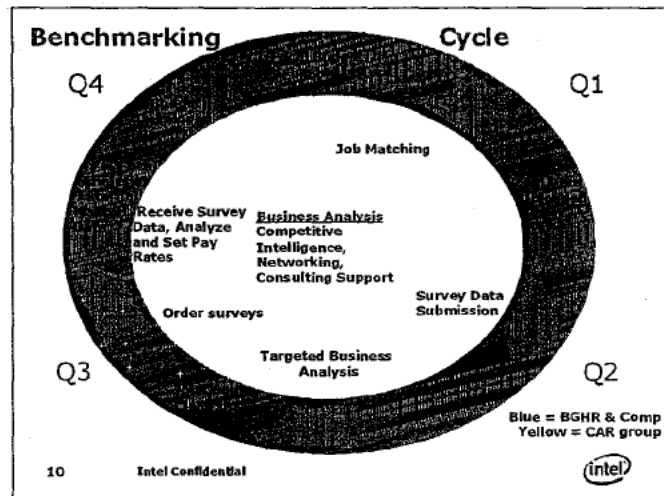 Benchmarking Cycle
Q4
Q1
Job Matching
Receive Survey
Data, Analyze
and Set Pay
Rates
Business Analysis
Competitive
Intelligence,
Networking,
Consulting Support
Survey Data
Submission
Order surveys
Targeted Business
Analysis
Q3
Q2
Blue = BGHR & Comp
Yellow = CAR group
10
Intel Confidential
intel